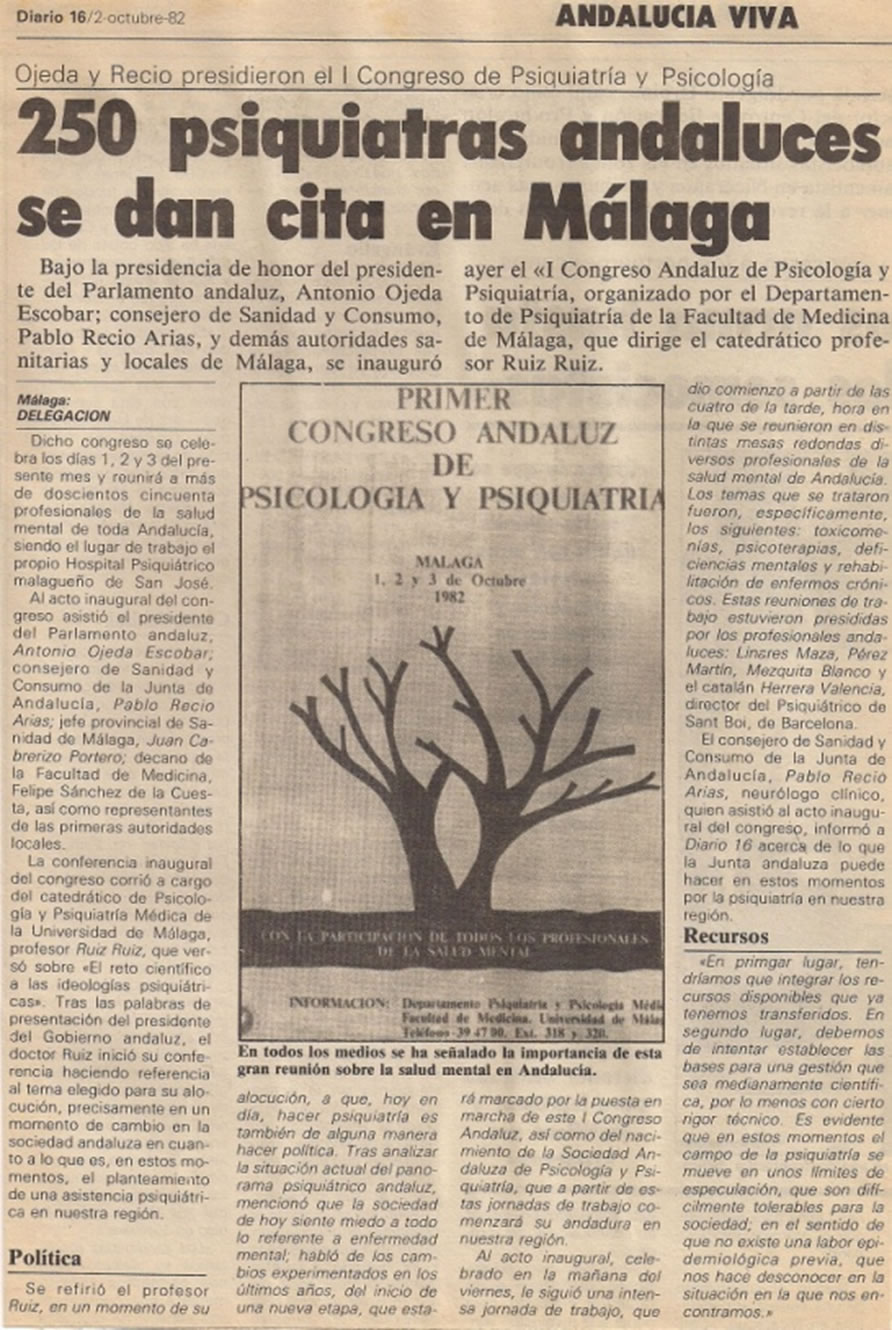 Diario 16/2-octubre-82
ANDALUCIA VIVA
Ojeda y Recio presidieron el I Congreso de Psiquiatría y Psicología
250 psiquiatras andaluces
se dan cita en Málaga
Bajo la presidencia de honor del presiden-
te del Parlamento andaluz, Antonio Ojeda
Escobar; consejero de Sanidad y Consumo,
Pablo Recio Arias, y demás autoridades sa-
nitarias y locales de Málaga, se inauguró
ayer el «I Congreso Andaluz de Psicología y
Psiquiatría, organizado por el Departamen-
to de Psiquiatría de la Facultad de Medicina
de Málaga, que dirige el catedrático profe-
sor Ruiz Ruiz.
Málaga:
DELEGACION
Dicho congreso se cele-
bra los días 1, 2 y 3 del pre-
sente mes y reunirá a más
de doscientos cincuenta
profesionales de la salud
mental de toda Andalucía,
siendo el lugar de trabajo el
propio Hospital Psiquiátrico
malagueño de San José.
Al acto inaugural del con-
greso asistió el presidente
del Parlamento andaluz,
Antonio Ojeda Escobar;
consejero de Sanidad y
Consumo de la Junta de
Andalucía, Pablo Recio
Arias; jefe provincial de Sa-
nidad de Málaga, Juan Ca-
brerizo Portero; decano de
la Facultad de Medicina,
Felipe Sánchez de la Cues-
ta, así como representantes
de las primeras autoridades
locales.
La conferencia inaugural
del congreso corrió a cargo
del catedrático de Psicolo-
gía y Psiquiatría Médica de
la Universidad de Málaga,
profesor Ruiz Ruiz, que ver-
só sobre «El reto científico
a las ideologías psiquiátri-
cas». Tras las palabras de
presentación del presidente
del Gobierno andaluz, el
doctor Ruiz inició su confe-
rencia haciendo referencia
al tema elegido para su alo-
cución, precisamente en un
momento de cambio en la
sociedad andaluza en cuan-
to a lo que es, en estos mo-
mentos, el planteamiento
de una asistencia psiquiátri-
ca en nuestra región.
Política
Se refirió el profesor
Ruiz, en un momento de su
PRIMER
CONGRESO ANDALUZ
DE
PSICOLOGIA Y PSIQUIATRIA
MALAGA
1, 2 y 3 de Octubre
1982
CON LA PARTICIPACION DE TODOS LOS PROFESIONALES
DE LA SALUD MENTAL
INFORMACION: Departamento Psiquiatría y Psicología Médi
Facultad de Medicina. Universidad de Mála
Teléfono 39 47 00. Ext. 318 y 320.
En todos los medios se ha señalado la importancia de esta
gran reunión sobre la salud mental en Andalucía.
alocución, a que, hoy en
día, hacer psiquiatría es
también de alguna manera
hacer política. Tras analizar
la situación actual del pano-
rama psiquiátrico andaluz,
mencionó que la sociedad
de hoy siente miedo a todo
lo referente a enfermedad
mental; habló de los cam-
bios experimentados en los
últimos años, del inicio de
una nueva etapa, que esta-
rá marcado por la puesta en
marcha de este I Congreso
Andaluz, así como del naci-
miento de la Sociedad An-
daluza de Psicología y Psi-
quiatría, que a partir de es-
tas jornadas de trabajo co-
menzará su andadura en
nuestra región.
Al acto inaugural, cele-
brado en la mañana del
viernes, le siguió una inten-
sa jornada de trabajo, que
dio comienzo a partir de las
cuatro de la tarde, hora en
la que se reunieron en dis-
tintas mesas redondas di-
versos profesionales de la
salud mental de Andalucía.
Los temas que se trataron
fueron, específicamente,
los siguientes: toxicoma-
nías, psicoterapias, defi-
ciencias mentales y rehabi-
litación de enfermos cróni-
cos. Estas reuniones de tra-
bajo estuvieron presididas
por los profesionales anda-
luces: Linares Maza, Pérez
Martín, Mezquita Blanco y
el catalán Herrera Valencia,
director del Psiquiátrico de
Sant Boi, de Barcelona.
El consejero de Sanidad y
Consumo de la Junta de
Andalucía, Pablo Recio
Arias, neurólogo clínico,
quien asistió al acto inaugu-
ral del congreso, informó a
Diario 16 acerca de lo que
la Junta andaluza puede
hacer en estos momentos
por la psiquiatría en nuestra
región.
Recursos
«En primgar lugar, ten-
dríamos que integrar los re-
cursos disponibles que ya
tenemos transferidos. En
segundo lugar, debemos
de intentar establecer las
bases para una gestión que
sea medianamente científi-
ca, por lo menos con cierto
rigor técnico. Es evidente
que en estos momentos el
campo de la psiquiatría se
mueve en unos límites de
especulación, que son difí-
cilmente tolerables para la
sociedad; en el sentido de
que no existe una labor epi-
demiológica previa, que
nos hace desconocer en la
situación en la que nos en-
contramos.»